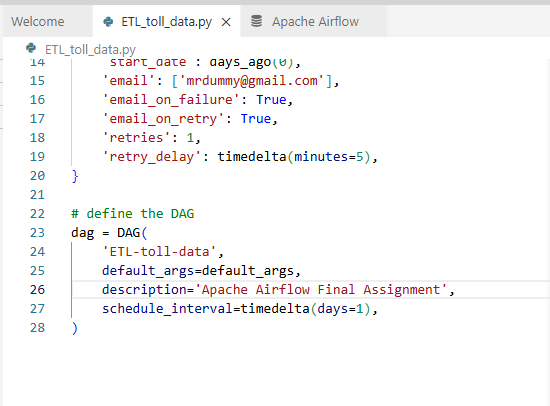 Welcome
ETL_toll_data.py
Apache Airflow
ETL_toll_data.py
14 'start_date': days_ago(0),
15 'email': ['mrdummy@gmail.com'],
16 'email_on_failure': True,
17 'email_on_retry': True,
18 'retries': 1,
19 'retry_delay': timedelta(minutes=5),
20 }
21
22 # define the DAG
23 dag = DAG(
24 'ETL-toll-data',
25 default_args=default_args,
26 description='Apache Airflow Final Assignment',
27 schedule_interval=timedelta(days=1),
28 )